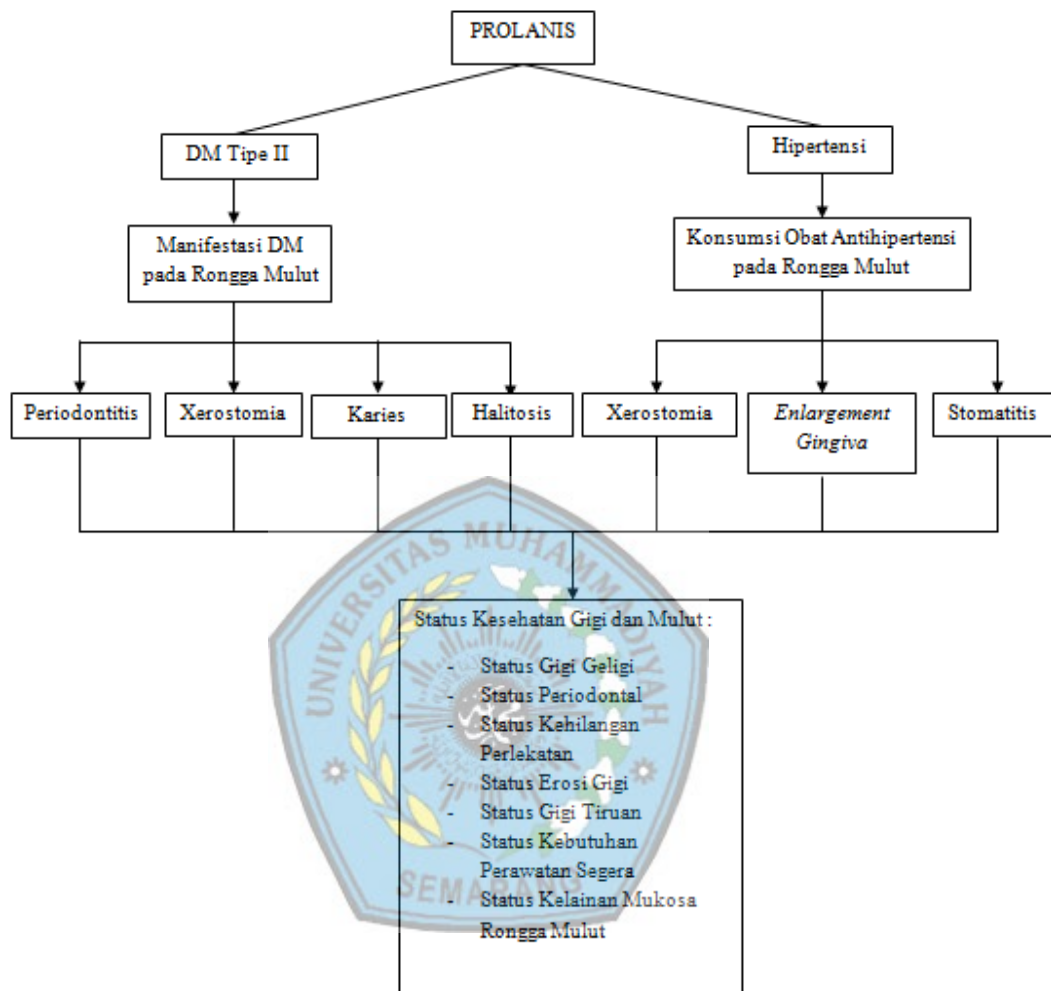 PROLANIS
DM Tipe II
Hipertensi
Manifestasi DM
pada Rongga Mulut
Konsumsi Obat Antihipertensi
pada Rongga Mulut
Periodontitis
Xerostomia
Karies
Halitosis
Xerostomia
Enlargement
Gingiva
Stomatitis
Status Kesehatan Gigi dan Mulut :
- Status Gigi Geligi
- Status Periodontal
- Status Kehilangan
Perlekatan
- Status Erosi Gigi
- Status Gigi Tiruan
- Status Kebutuhan
Perawatan Segera
- Status Kelainan Mukosa
Rongga Mulut
UNIVERSITAS MUHAMMADIYAH
SEMARANG